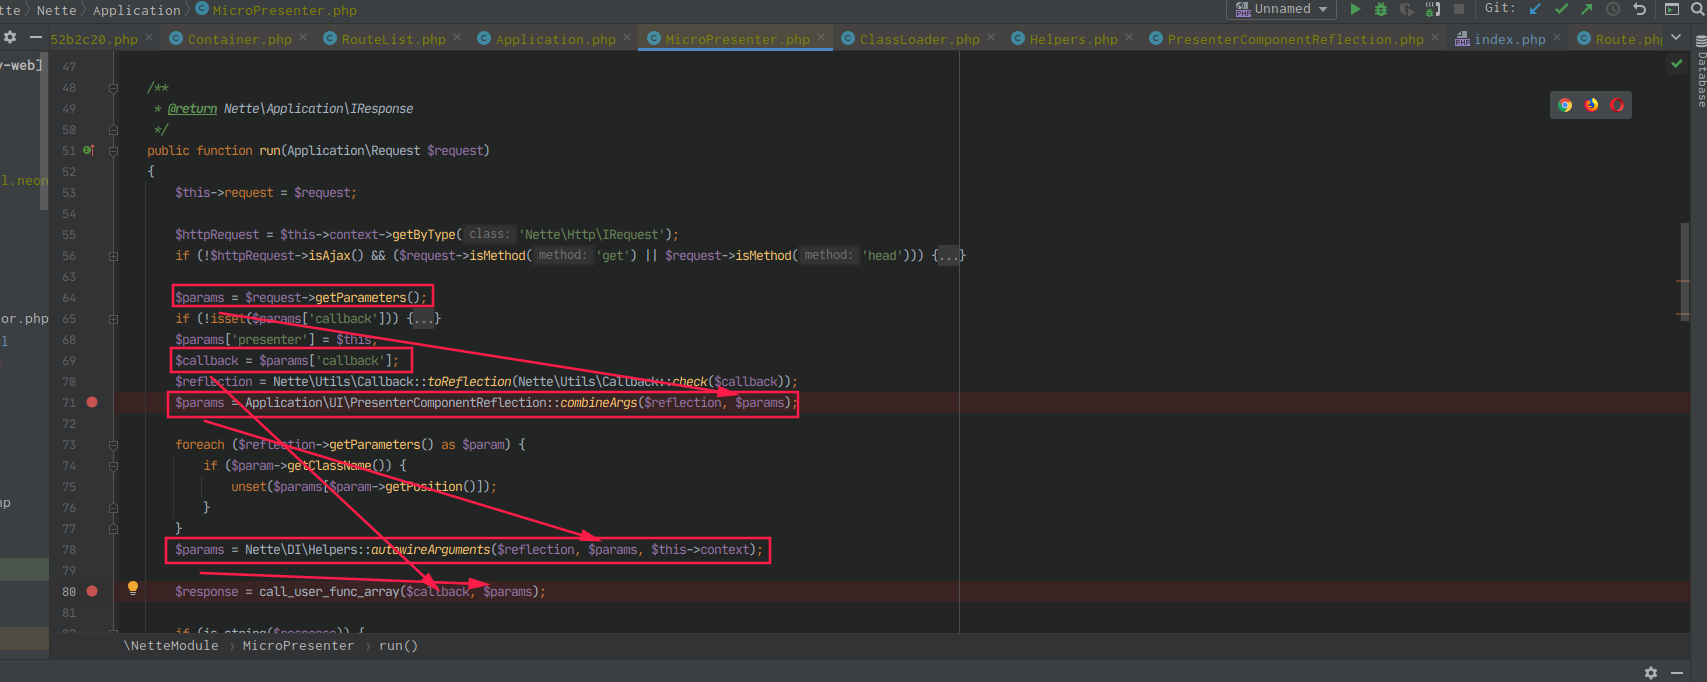 tte Nette Application MicroPresenter.php Unnamed Git:
52b2c20.php Container.php RouteList.php Application.php MicroPresenter.php ClassLoader.php Helpers.php PresenterComponentReflection.php index.php Route.ph
y-web]
l.neon
or.php
l
np
Database
47
48 /**
49 * @return Nette\Application\IResponse
50 */
51 public function run(Application\Request $request)
52 {
53 $this->request = $request;
54
55 $httpRequest = $this->context->getByType( class: 'Nette\Http\IRequest');
56 if (!$httpRequest->isAjax() && ($request->isMethod( method: 'get') || $request->isMethod( method: 'head'))) {...}
63
64 $params = $request->getParameters();
65 if (!isset($params['callback'])) {...}
68 $params['presenter'] = $this;
69 $callback = $params['callback'];
70 $reflection = Nette\Utils\Callback::toReflection(Nette\Utils\Callback::check($callback));
71 $params = Application\UI\PresenterComponentReflection::combineArgs($reflection, $params);
72
73 foreach ($reflection->getParameters() as $param) {
74 if ($param->getClassName()) {
75 unset($params[$param->getPosition()]);
76 }
77 }
78 $params = Nette\DI\Helpers::autowireArguments($reflection, $params, $this->context);
79
80 $response = call_user_func_array($callback, $params);
81
82 if (is_string($response)) {
\NetteModule › MicroPresenter › run()